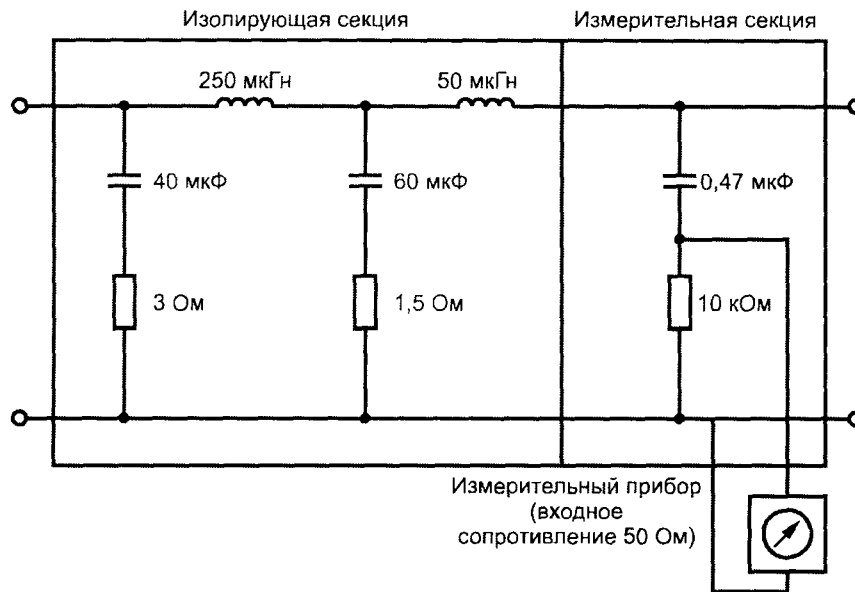 Изолирующая секция
Измерительная секция
250 мкГн
50 мкГн
40 мкФ
60 мкФ
0,47 мкФ
3 Ом
1,5 Ом
10 кОм
Измерительный прибор
(входное
сопротивление 50 Ом)